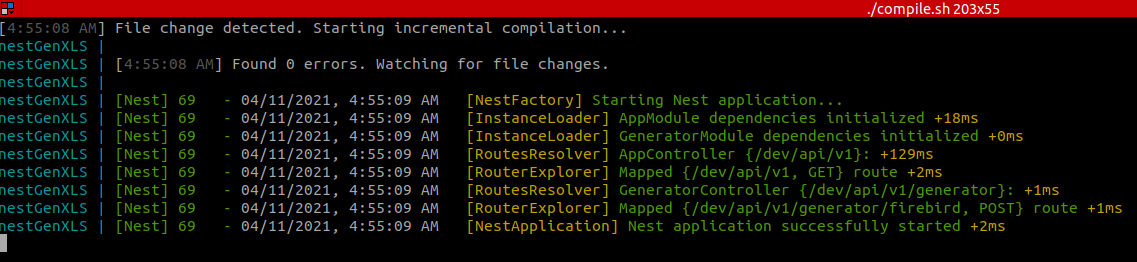 ./compile.sh 203x55
[4:55:08 AM] File change detected. Starting incremental compilation...
nestGenXLS |
nestGenXLS | [4:55:08 AM] Found 0 errors. Watching for file changes.
nestGenXLS |
nestGenXLS | [Nest] 69   - 04/11/2021, 4:55:09 AM   [NestFactory] Starting Nest application...
nestGenXLS | [Nest] 69   - 04/11/2021, 4:55:09 AM   [InstanceLoader] AppModule dependencies initialized +18ms
nestGenXLS | [Nest] 69   - 04/11/2021, 4:55:09 AM   [InstanceLoader] GeneratorModule dependencies initialized +0ms
nestGenXLS | [Nest] 69   - 04/11/2021, 4:55:09 AM   [RoutesResolver] AppController {/dev/api/v1}: +129ms
nestGenXLS | [Nest] 69   - 04/11/2021, 4:55:09 AM   [RouterExplorer] Mapped {/dev/api/v1, GET} route +2ms
nestGenXLS | [Nest] 69   - 04/11/2021, 4:55:09 AM   [RoutesResolver] GeneratorController {/dev/api/v1/generator}: +1ms
nestGenXLS | [Nest] 69   - 04/11/2021, 4:55:09 AM   [RouterExplorer] Mapped {/dev/api/v1/generator/firebird, POST} route +1ms
nestGenXLS | [Nest] 69   - 04/11/2021, 4:55:09 AM   [NestApplication] Nest application successfully started +2ms